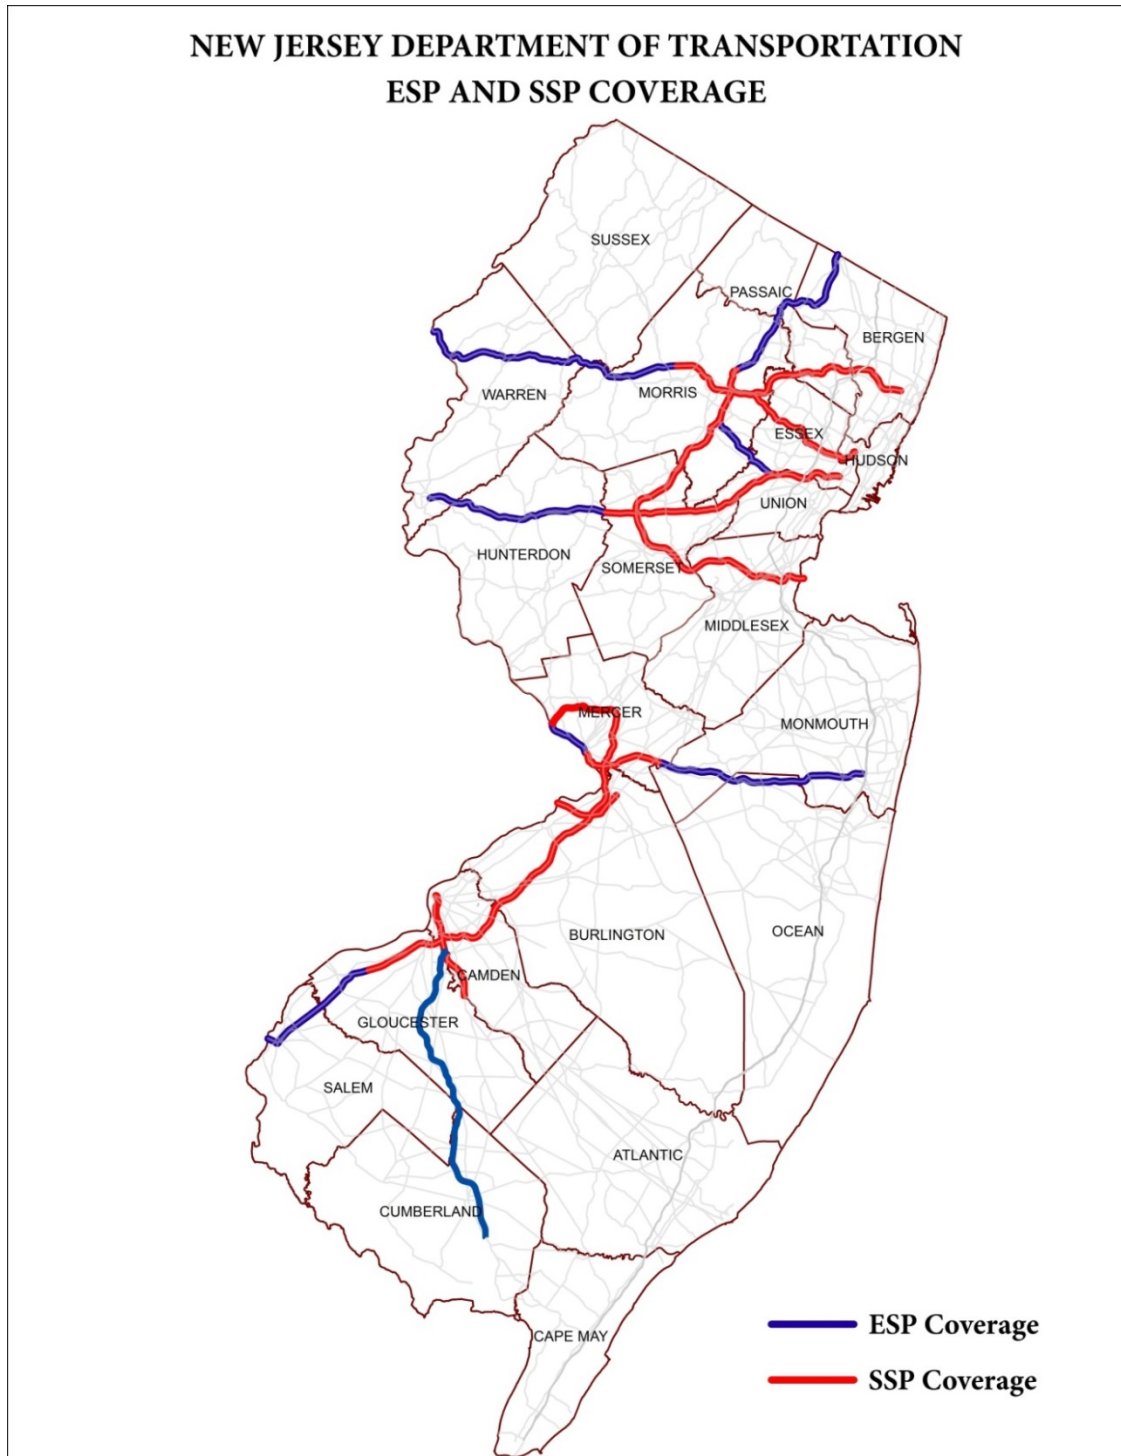 NEW JERSEY DEPARTMENT OF TRANSPORTATION
ESP AND SSP COVERAGE
SUSSEX
PASSAIC
BERGEN
WARREN
MORRIS
ESSEX
HUDSON
UNION
HUNTERDON
SOMERSET
MIDDLESEX
MERCER
MONMOUTH
BURLINGTON
OCEAN
CAMDEN
GLOUCESTER
SALEM
ATLANTIC
CUMBERLAND
CAPE MAY
ESP Coverage
SSP Coverage